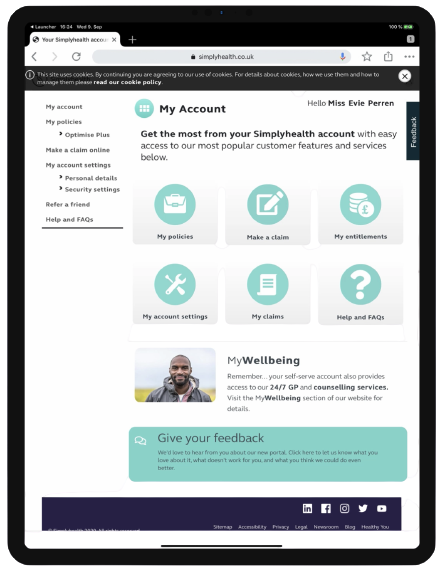 Launcher 16:04 Wed 9. Sep
100 %
Your Simplyhealth accou
1
simplyhealth.co.uk
This site uses cookies. By continuing you are agreeing to our use of cookies. For details about cookies, how we use them and how to
manage them please read our cookie policy.
My account
My policies
Optimise Plus
Make a claim online
My account settings
Personal details
Security settings
Refer a friend
Help and FAQs
My Account
Hello Miss Evie Perren
Feedback
Get the most from your Simplyhealth account with easy
access to our most popular customer features and services
below.
My policies
Make a claim
My entitlements
My account settings
My claims
Help and FAQs
MyWellbeing
Remember... your self-serve account also provides
access to our 24/7 GP and counselling services.
Visit the MyWellbeing section of our website for
details.
Give your feedback
We'd love to hear from you about our new portal. Click here to let us know what you
love about it, what doesn't work for you, and what you think we could do even
better.
Sitemap Accessibility Privacy Legal Newsroom Blog Healthy You